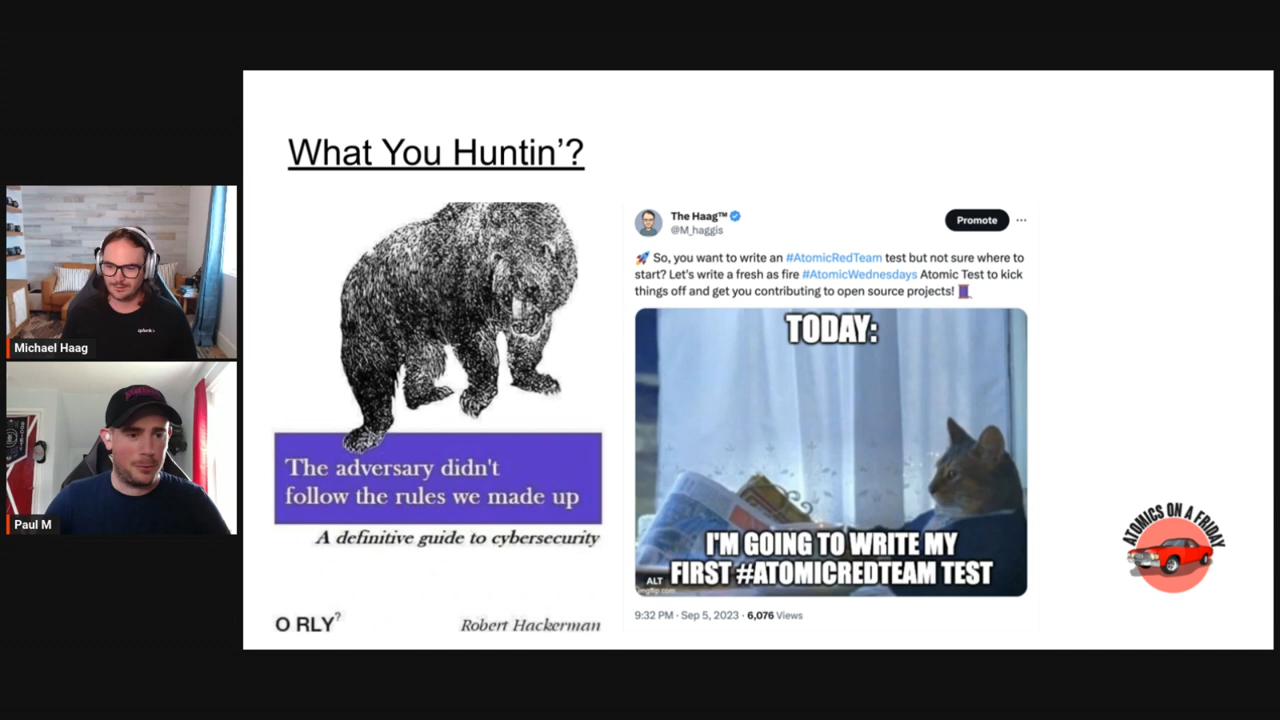 What You Huntin'?
The adversary didn't
follow the rules we made up
A definitive guide to cybersecurity
O RLY?
Robert Hackerman
The Haag™
@M_haggis
Promote
🚀 So, you want to write an #AtomicRedTeam test but not sure where to
start? Let's write a fresh as fire #AtomicWednesdays Atomic Test to kick
things off and get you contributing to open source projects! 🧵
TODAY:
I'M GOING TO WRITE MY
FIRST #ATOMICREDTEAM TEST
ALT
imgflip.com
9:32 PM · Sep 5, 2023 · 6,076 Views
ATOMICS ON A FRIDAY
splunk>
Michael Haag
Paul M